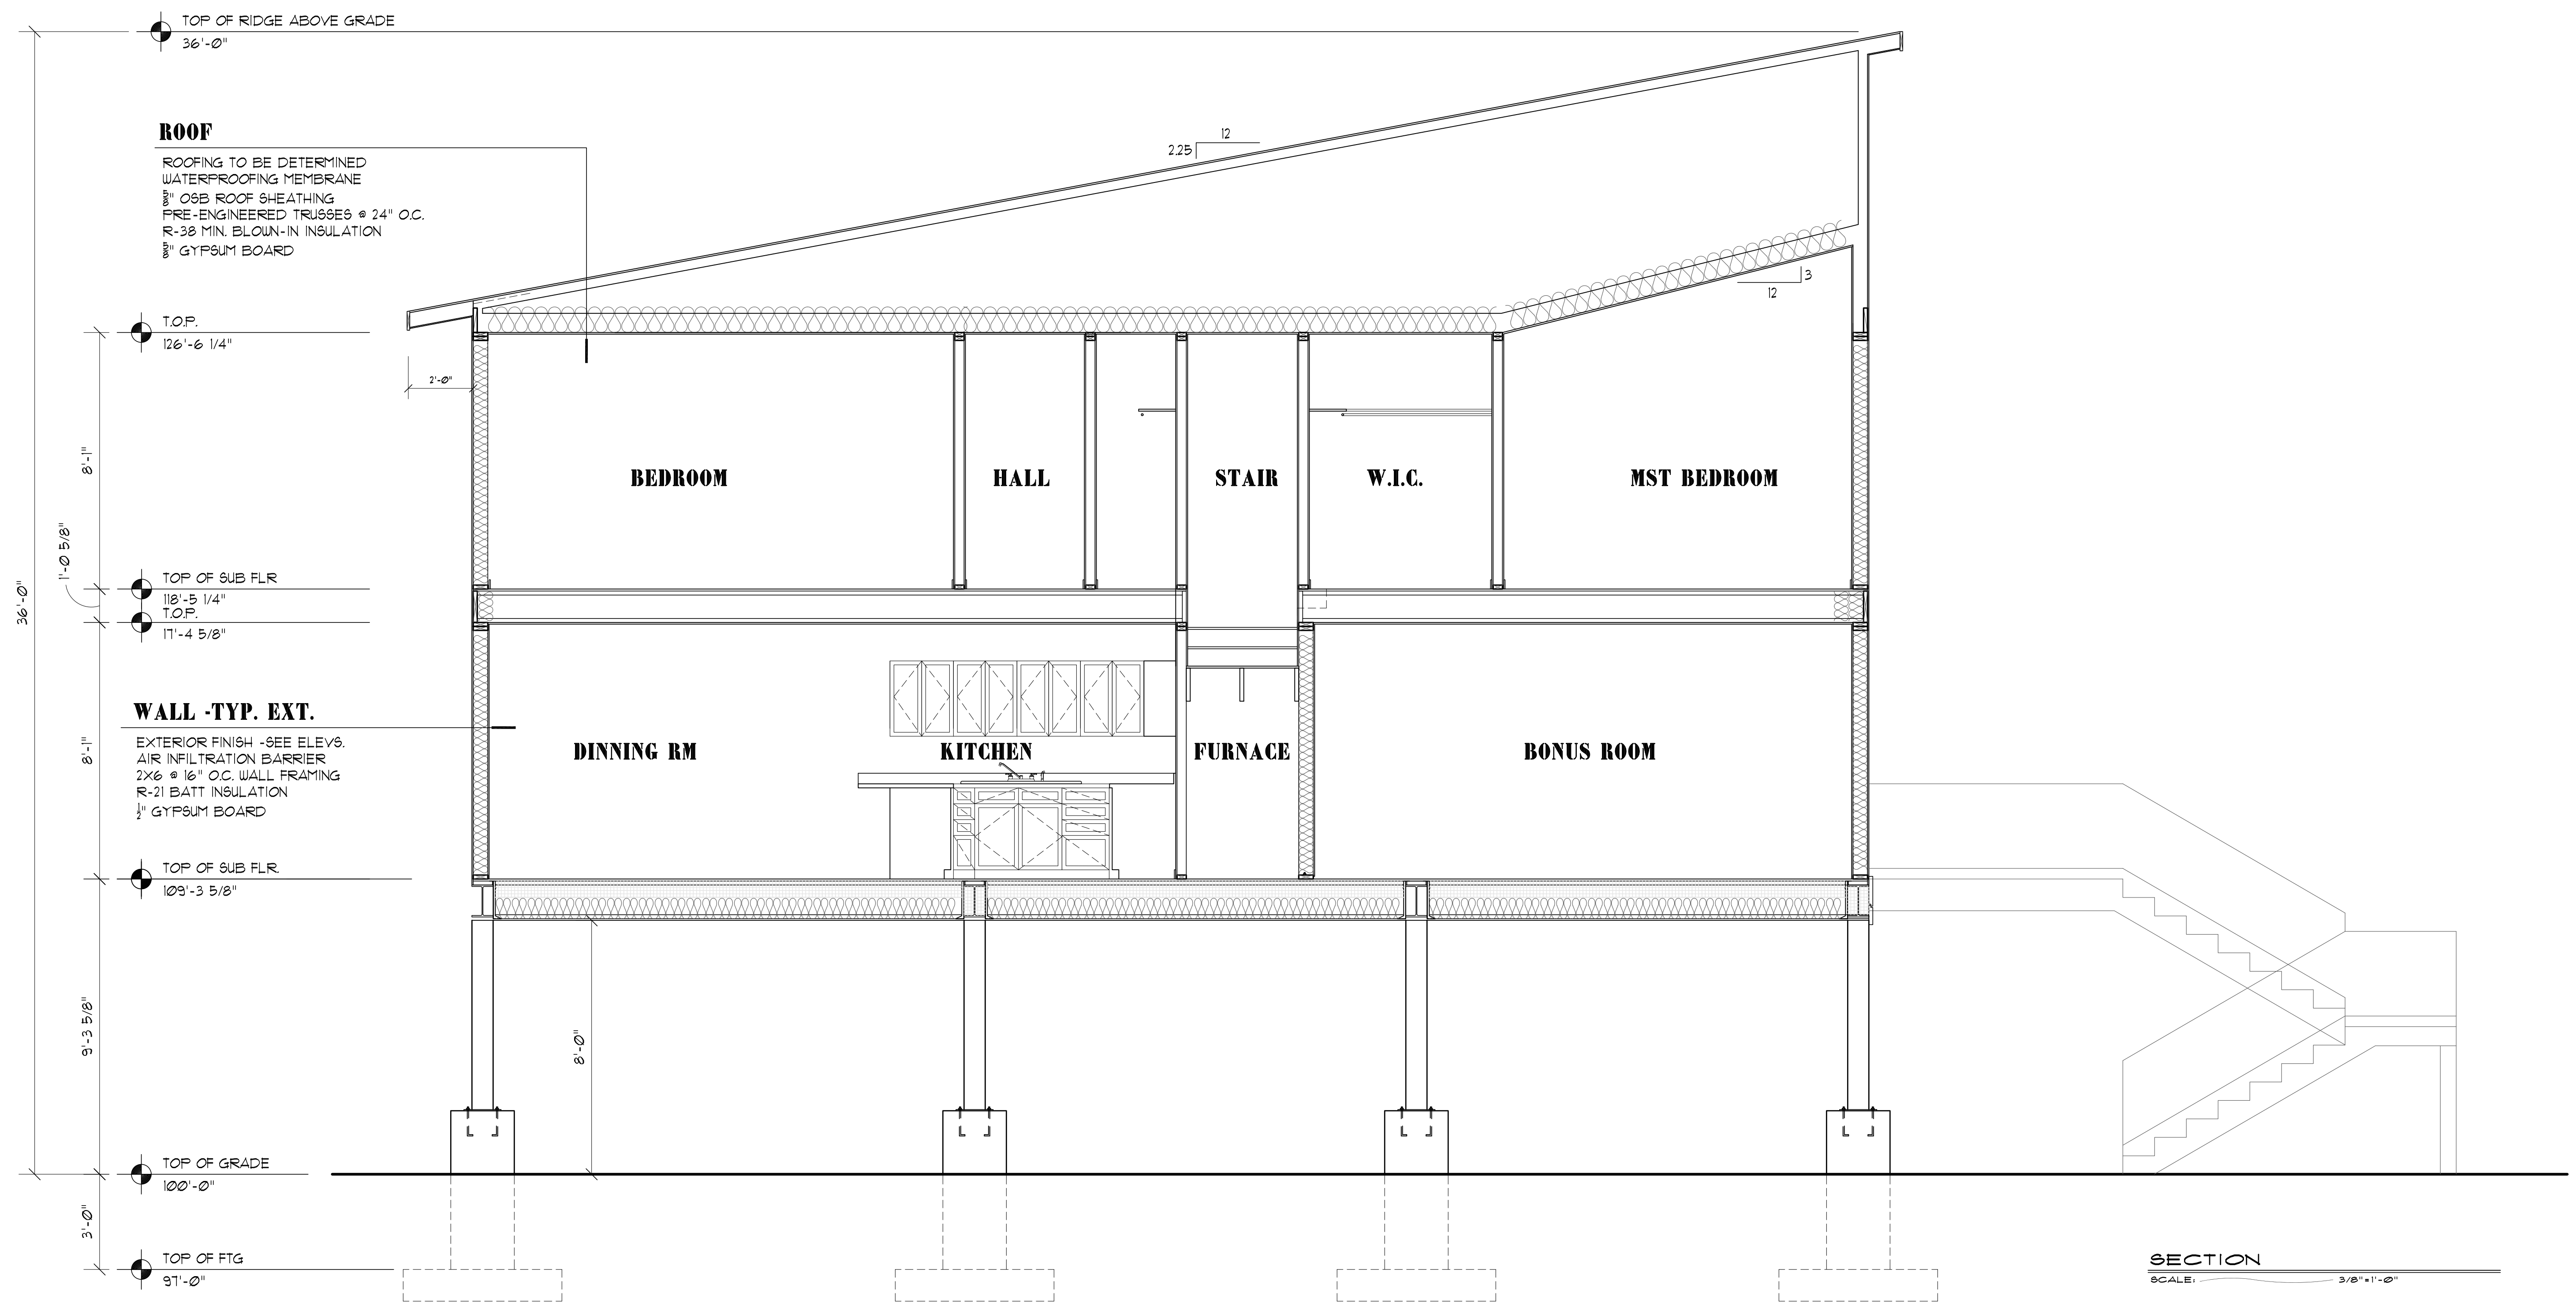 TOP OF RIDGE ABOVE GRADE
36'-0"
ROOF
ROOFING TO BE DETERMINED
WATERPROOFING MEMBRANE
5/8" OSB ROOF SHEATHING
PRE-ENGINEERED TRUSSES @ 24" O.C.
R-38 MIN. BLOWN-IN INSULATION
5/8" GYPSUM BOARD
12
2.25
3
12
T.O.P.
126'-6 1/4"
2'-0"
8'-1"
BEDROOM
HALL
STAIR
W.I.C.
MST BEDROOM
1'-0 5/8"
36'-0"
TOP OF SUB FLR
118'-5 1/4"
T.O.P.
17'-4 5/8"
WALL -TYP. EXT.
EXTERIOR FINISH -SEE ELEVS.
AIR INFILTRATION BARRIER
2X6 @ 16" O.C. WALL FRAMING
R-21 BATT INSULATION
1/2" GYPSUM BOARD
8'-1"
DINNING RM
KITCHEN
FURNACE
BONUS ROOM
TOP OF SUB FLR.
109'-3 5/8"
9'-3 5/8"
8'-0"
TOP OF GRADE
100'-0"
3'-0"
TOP OF FTG
97'-0"
SECTION
SCALE: 3/8"=1'-0"